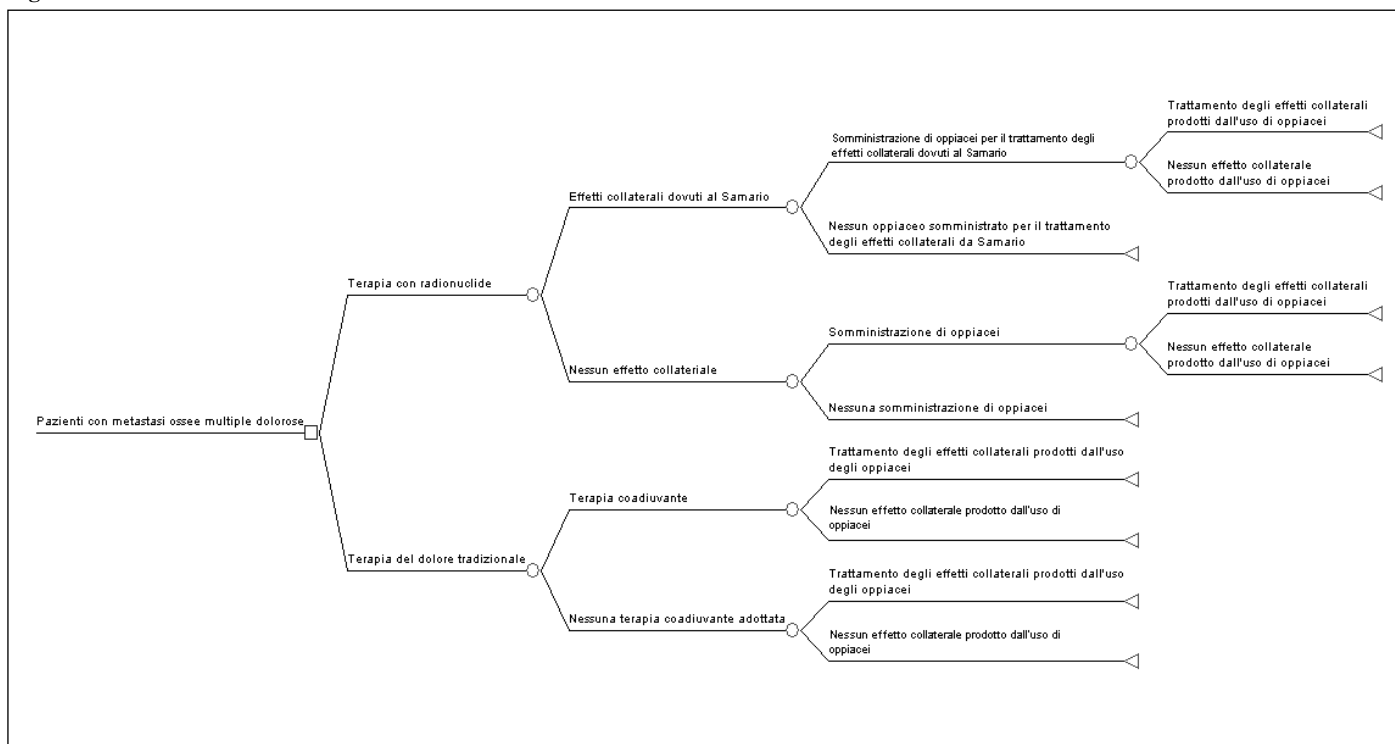 Trattamento degli effetti collaterali
prodotti dall'uso di oppiacei
Somministrazione di oppiacei per il trattamento degli
effetti collaterali dovuti al Samario
Nessun effetto collaterale
prodotto dall'uso di oppiacei
Effetti collaterali dovuti al Samario
Nessun oppiaceo somministrato per il trattamento
degli effetti collaterali da Samario
Terapia con radionuclide
Trattamento degli effetti collaterali
prodotti dall'uso di oppiacei
Somministrazione di oppiacei
Nessun effetto collaterale
prodotto dall'uso di oppiacei
Nessun effetto collateriale
Nessuna somministrazione di oppiacei
Pazienti con metastasi ossee multiple dolorose
Trattamento degli effetti collaterali prodotti dall'uso
degli oppiacei
Terapia coadiuvante
Nessun effetto collaterale prodotto dall'uso di
oppiacei
Terapia del dolore tradizionale
Trattamento degli effetti collaterali prodotti dall'uso
degli oppiacei
Nessuna terapia coadiuvante adottata
Nessun effetto collaterale prodotto dall'uso di
oppiacei